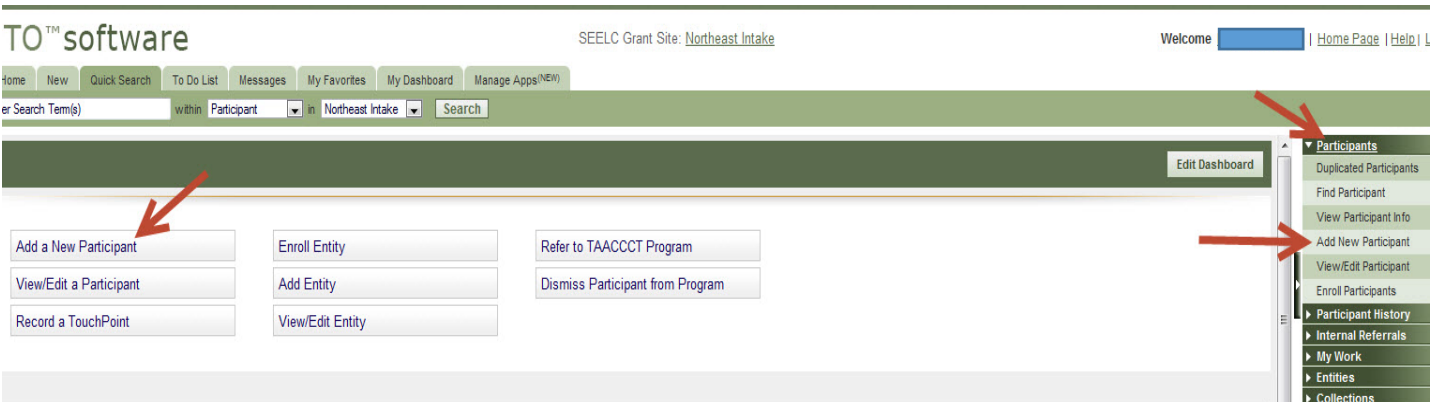 TO™software
SEELC Grant Site: Northeast Intake
Welcome | Home Page | Help |
Home New Quick Search To Do List Messages My Favorites My Dashboard Manage Apps(NEW)
er Search Term(s) within Participant in Northeast Intake Search
Edit Dashboard
Add a New Participant
Enroll Entity
Refer to TAACCCT Program
View/Edit a Participant
Add Entity
Dismiss Participant from Program
Record a TouchPoint
View/Edit Entity
Participants
Duplicated Participants
Find Participant
View Participant Info
Add New Participant
View/Edit Participant
Enroll Participants
Participant History
Internal Referrals
My Work
Entities
Collections